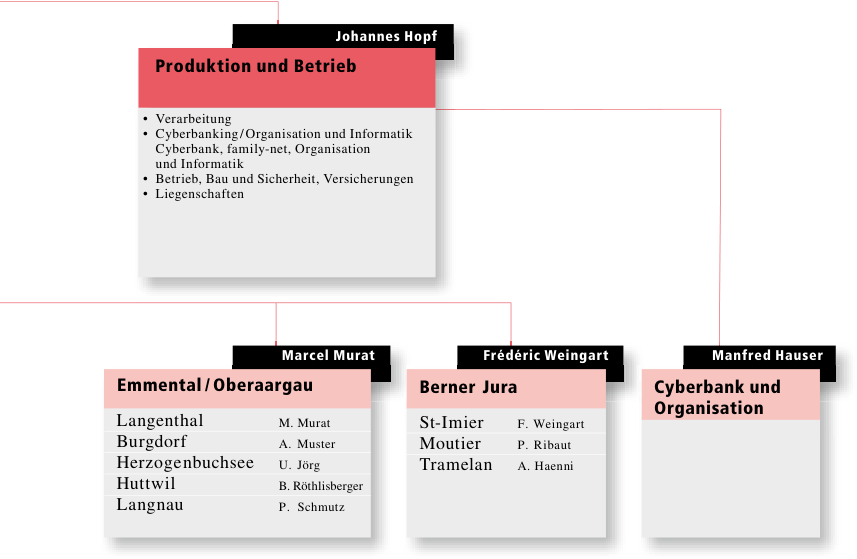 Johannes Hopf
Produktion und Betrieb
• Verarbeitung
• Cyberbanking/Organisation und Informatik
Cyberbank, family-net, Organisation
und Informatik
• Betrieb, Bau und Sicherheit, Versicherungen
• Liegenschaften
Marcel Murat
Emmental/Oberaargau
Langenthal M. Murat
Burgdorf A. Muster
Herzogenbuchsee U. Jörg
Huttwil B. Röthlisberger
Langnau P. Schmutz
Frédéric Weingart
Berner Jura
St-Imier F. Weingart
Moutier P. Ribaut
Tramelan A. Haenni
Manfred Hauser
Cyberbank und
Organisation